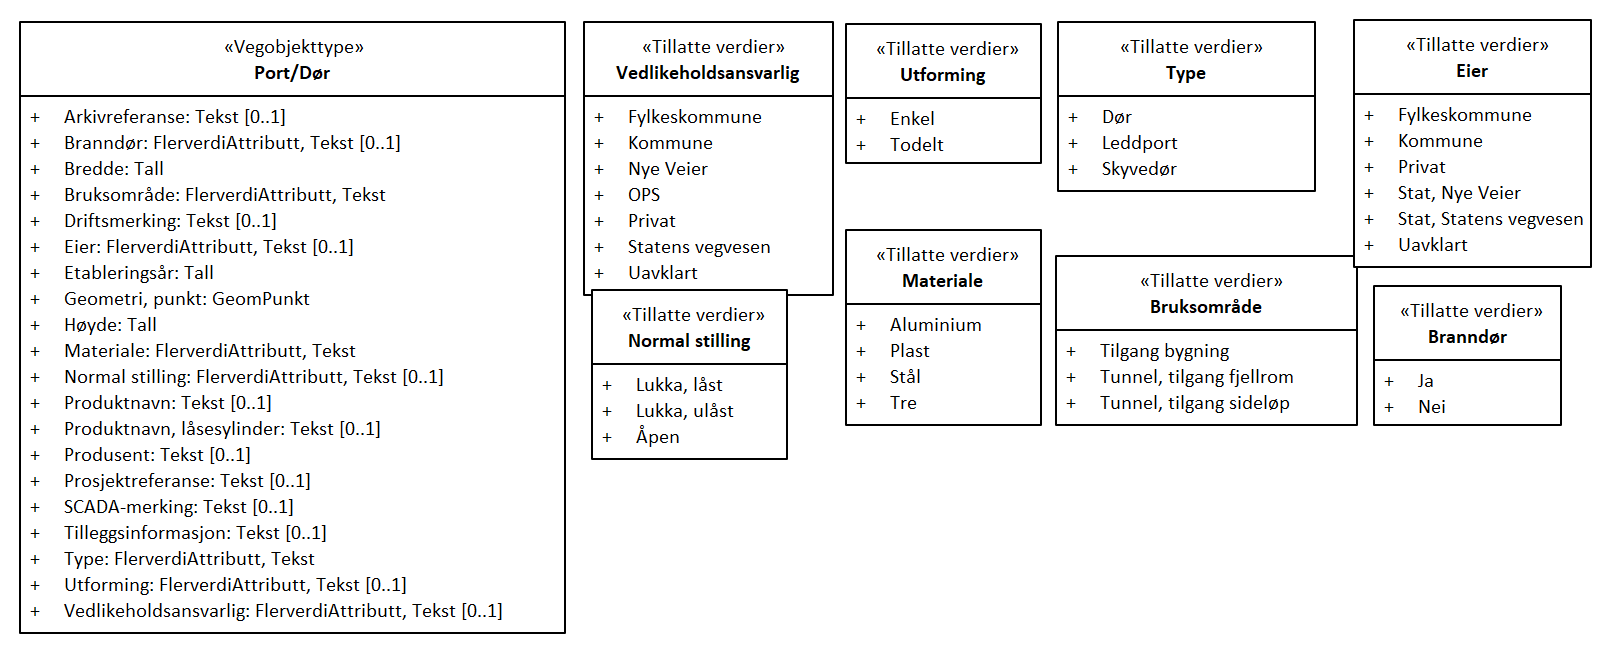 «Vegobjekttype»
Port/Dør
+ Arkivreferanse: Tekst [0..1]
+ Branndør: FlerverdiAttributt, Tekst [0..1]
+ Bredde: Tall
+ Bruksområde: FlerverdiAttributt, Tekst
+ Driftsmerking: Tekst [0..1]
+ Eier: FlerverdiAttributt, Tekst [0..1]
+ Etableringsår: Tall
+ Geometri, punkt: GeomPunkt
+ Høyde: Tall
+ Materiale: FlerverdiAttributt, Tekst
+ Normal stilling: FlerverdiAttributt, Tekst [0..1]
+ Produktnavn: Tekst [0..1]
+ Produktnavn, låsesylinder: Tekst [0..1]
+ Produsent: Tekst [0..1]
+ Prosjektreferanse: Tekst [0..1]
+ SCADA-merking: Tekst [0..1]
+ Tilleggsinformasjon: Tekst [0..1]
+ Type: FlerverdiAttributt, Tekst
+ Utforming: FlerverdiAttributt, Tekst [0..1]
+ Vedlikeholdsansvarlig: FlerverdiAttributt, Tekst [0..1]
«Tillatte verdier»
Vedlikeholdsansvarlig
+ Fylkeskommune
+ Kommune
+ Nye Veier
+ OPS
+ Privat
+ Statens vegvesen
+ Uavklart
«Tillatte verdier»
Normal stilling
+ Lukka, låst
+ Lukka, ulåst
+ Åpen
«Tillatte verdier»
Utforming
+ Enkel
+ Todelt
«Tillatte verdier»
Materiale
+ Aluminium
+ Plast
+ Stål
+ Tre
«Tillatte verdier»
Type
+ Dør
+ Leddport
+ Skyvedør
«Tillatte verdier»
Bruksområde
+ Tilgang bygning
+ Tunnel, tilgang fjellrom
+ Tunnel, tilgang sideløp
«Tillatte verdier»
Eier
+ Fylkeskommune
+ Kommune
+ Privat
+ Stat, Nye Veier
+ Stat, Statens vegvesen
+ Uavklart
«Tillatte verdier»
Branndør
+ Ja
+ Nei